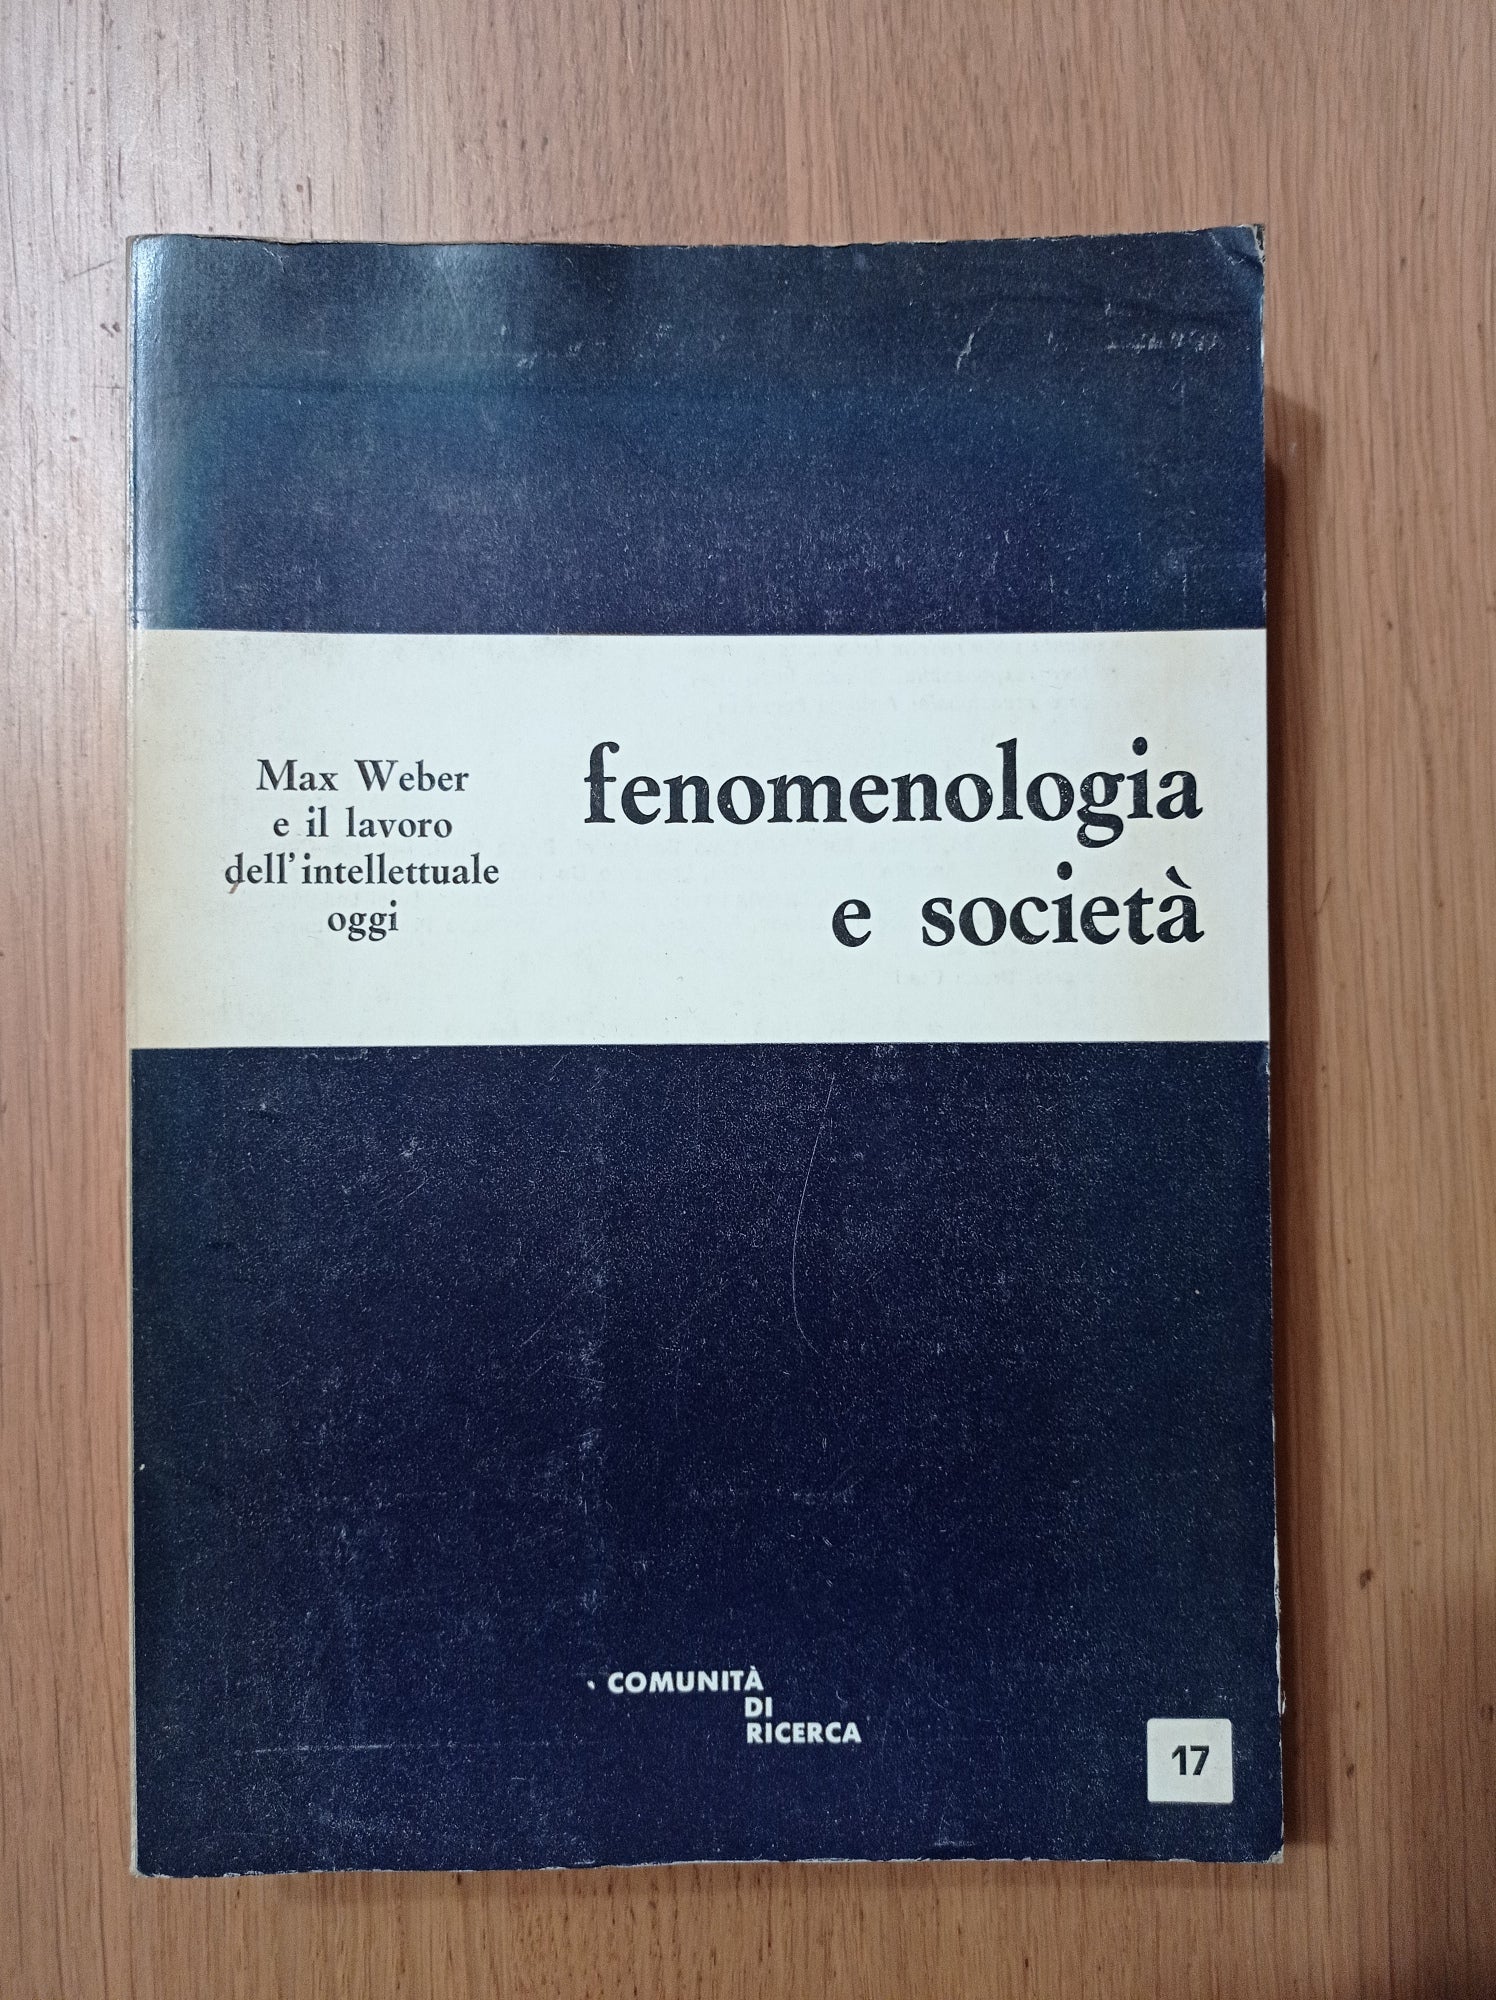 Max Weber
e il lavoro
dell'intellettuale
oggi
fenomenologia
e società
COMUNITÀ
DI
RICERCA
17